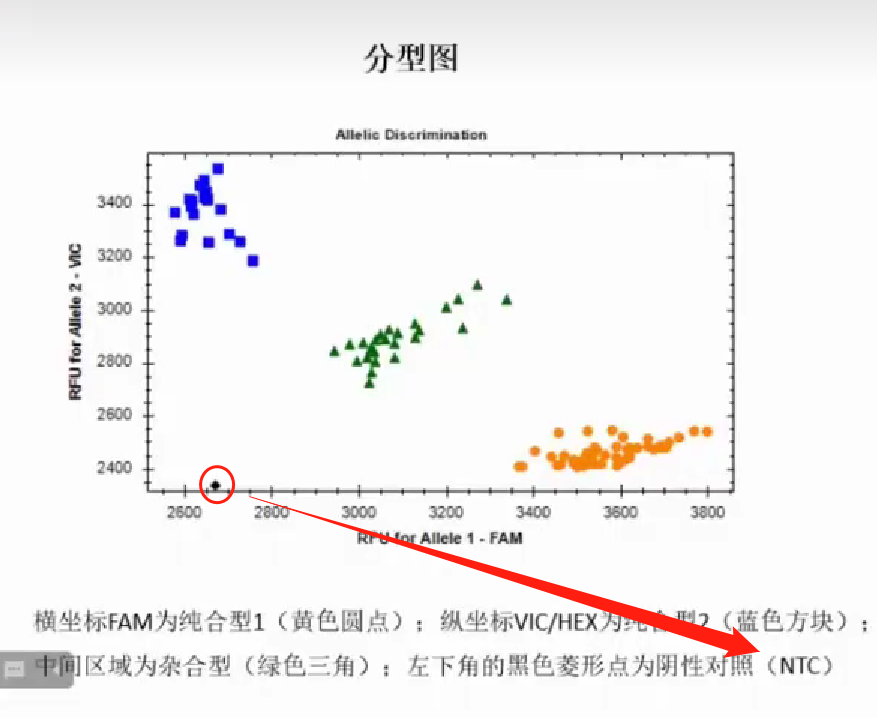 分型图
Allelic Discrimination
RFU for Allele 2 - VIC
3400
3200
3000
2800
2600
2400
2600 2800 3000 3200 3400 3600 3800
RFU for Allele 1 - FAM
横坐标FAM为纯合型1（黄色圆点）；纵坐标VIC/HEX为纯合型2（蓝色方块）；
中间区域为杂合型（绿色三角）；左下角的黑色菱形点为阴性对照（NTC）